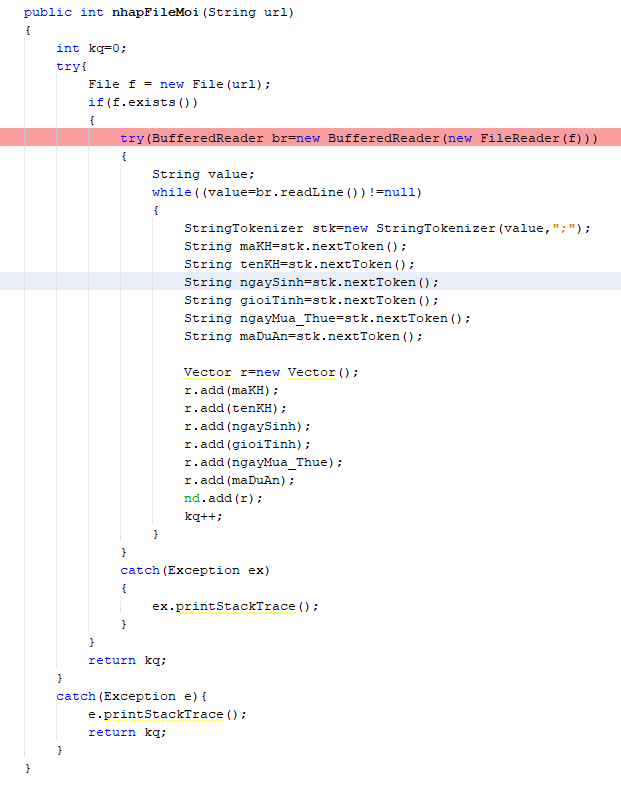 public int nhapFileMoi(String url)
{
int kq=0;
try{
File f = new File(url);
if(f.exists())
{
try(BufferedReader br=new BufferedReader(new FileReader(f)))
{
String value;
while((value=br.readLine())!=null)
{
StringTokenizer stk=new StringTokenizer(value,";");
String maKH=stk.nextToken();
String tenKH=stk.nextToken();
String ngaySinh=stk.nextToken();
String gioiTinh=stk.nextToken();
String ngayMua_Thue=stk.nextToken();
String maDuAn=stk.nextToken();
Vector r=new Vector();
r.add(maKH);
r.add(tenKH);
r.add(ngaySinh);
r.add(gioiTinh);
r.add(ngayMua_Thue);
r.add(maDuAn);
nd.add(r);
kq++;
}
}
catch(Exception ex)
{
ex.printStackTrace();
}
}
return kq;
}
catch(Exception e){
e.printStackTrace();
return kq;
}
}